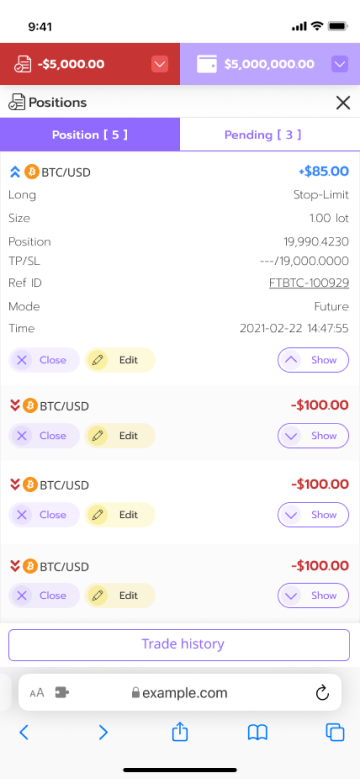 9:41
-$5,000.00 $5,000,000.00
Positions
Position [ 5 ] Pending [ 3 ]
BTC/USD +$85.00
Long Stop-Limit
Size 1.00 lot
Position 19,990.4230
TP/SL ---/19,000.0000
Ref ID FTBTC-100929
Mode Future
Time 2021-02-22 14:47:55
Close Edit Show
BTC/USD -$100.00
Close Edit Show
BTC/USD -$100.00
Close Edit Show
BTC/USD -$100.00
Close Edit Show
Trade history
AA example.com